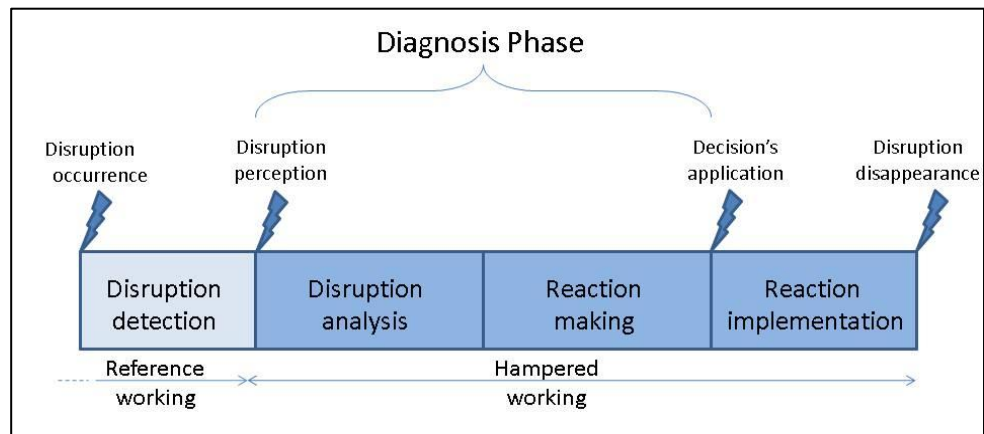 Diagnosis Phase
Disruption
occurrence
Disruption
perception
Decision's
application
Disruption
disappearance
Disruption
detection
Disruption
analysis
Reaction
making
Reaction
implementation
Reference
working
Hampered
working